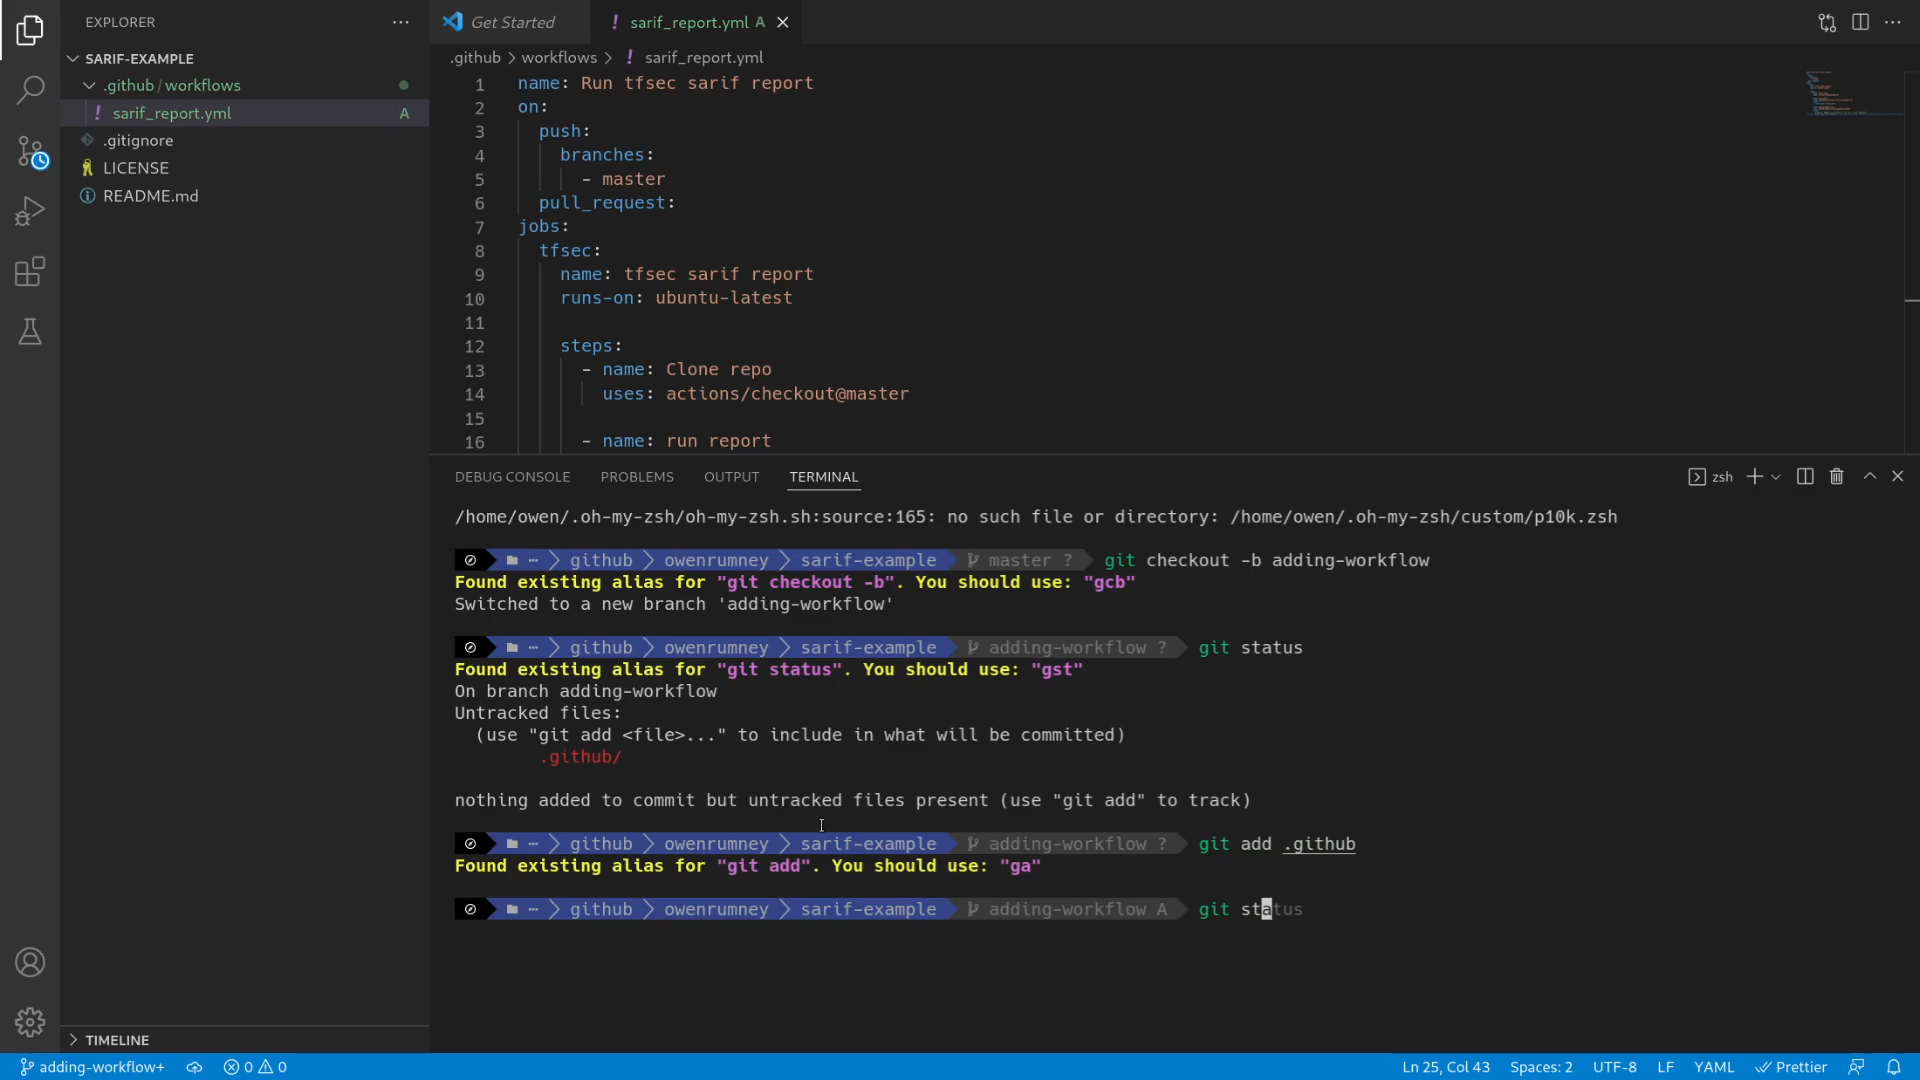 EXPLORER
SARIF-EXAMPLE
.github / workflows
! sarif_report.yml A
.gitignore
LICENSE
README.md
TIMELINE
Get Started
! sarif_report.yml A
.github > workflows > ! sarif_report.yml
1 name: Run tfsec sarif report
2 on:
3 push:
4 branches:
5 - master
6 pull_request:
7 jobs:
8 tfsec:
9 name: tfsec sarif report
10 runs-on: ubuntu-latest
11
12 steps:
13 - name: Clone repo
14 uses: actions/checkout@master
15
16 - name: run report
DEBUG CONSOLE PROBLEMS OUTPUT TERMINAL
zsh
/home/owen/.oh-my-zsh/oh-my-zsh.sh:source:165: no such file or directory: /home/owen/.oh-my-zsh/custom/p10k.zsh
github owenrumney sarif-example master ? git checkout -b adding-workflow
Found existing alias for "git checkout -b". You should use: "gcb"
Switched to a new branch 'adding-workflow'
github owenrumney sarif-example adding-workflow ? git status
Found existing alias for "git status". You should use: "gst"
On branch adding-workflow
Untracked files:
(use "git add <file>..." to include in what will be committed)
.github/
nothing added to commit but untracked files present (use "git add" to track)
github owenrumney sarif-example adding-workflow ? git add .github
Found existing alias for "git add". You should use: "ga"
github owenrumney sarif-example adding-workflow A git status
adding-workflow+ 0 0 Ln 25, Col 43 Spaces: 2 UTF-8 LF YAML Prettier